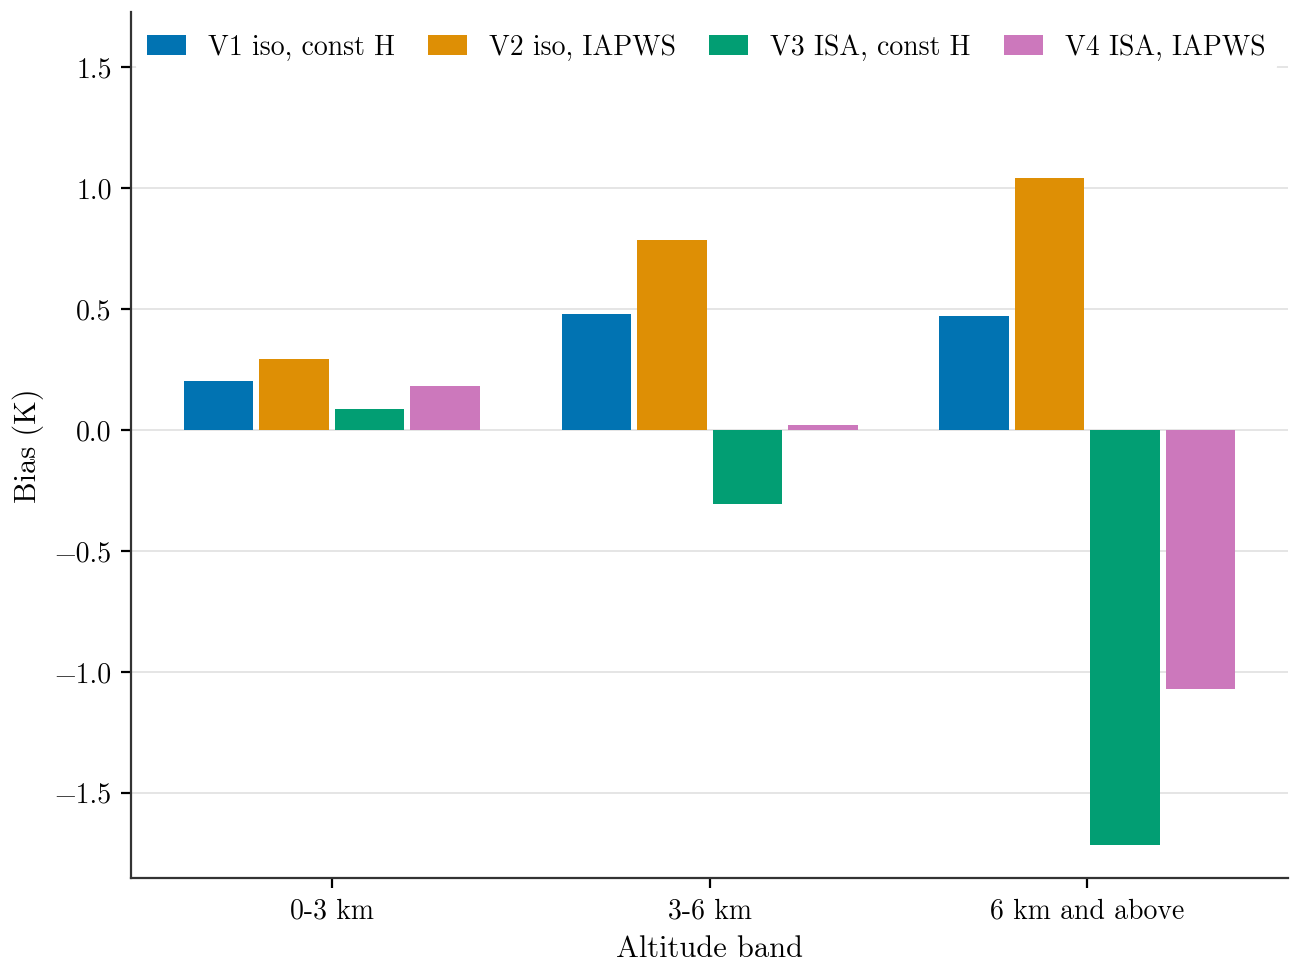 V1 iso, const H
V2 iso, IAPWS
V3 ISA, const H
V4 ISA, IAPWS
1.5
1.0
0.5
0.0
−0.5
−1.0
−1.5
Bias (K)
0-3 km
3-6 km
6 km and above
Altitude band